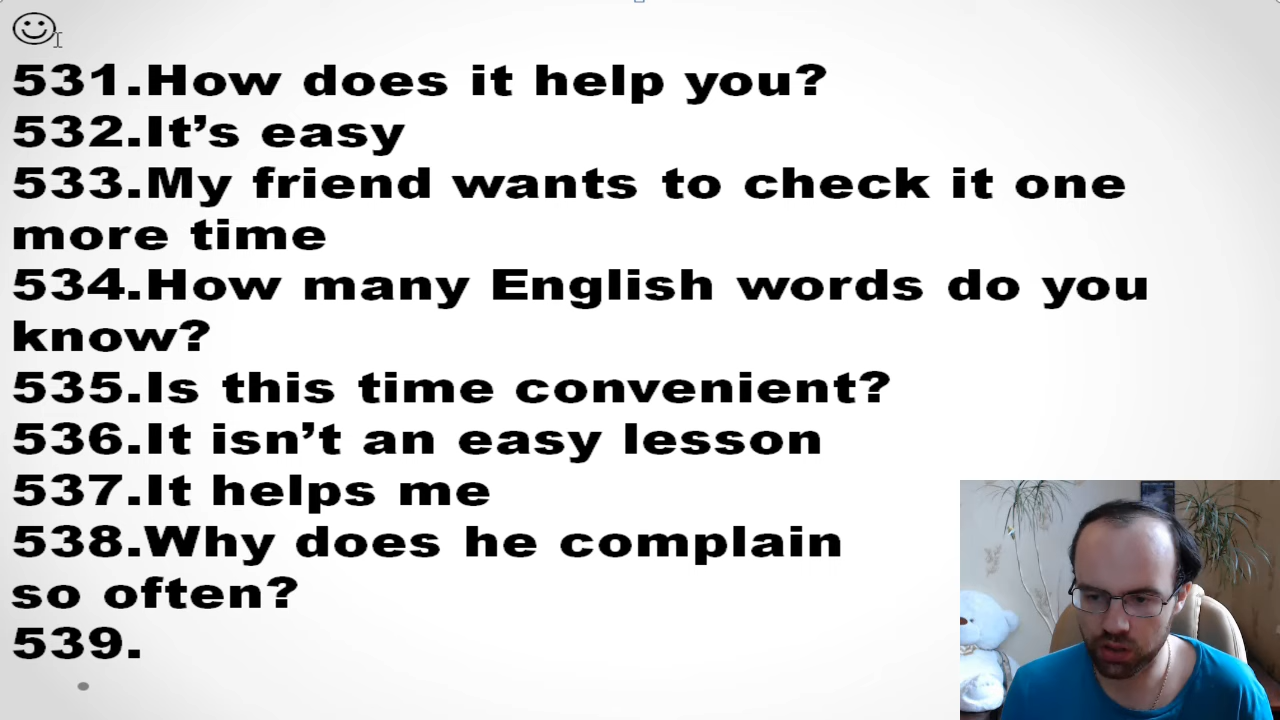 531.How does it help you?
532.It’s easy
533.My friend wants to check it one
more time
534.How many English words do you
know?
535.Is this time convenient?
536.It isn’t an easy lesson
537.It helps me
538.Why does he complain
so often?
539.